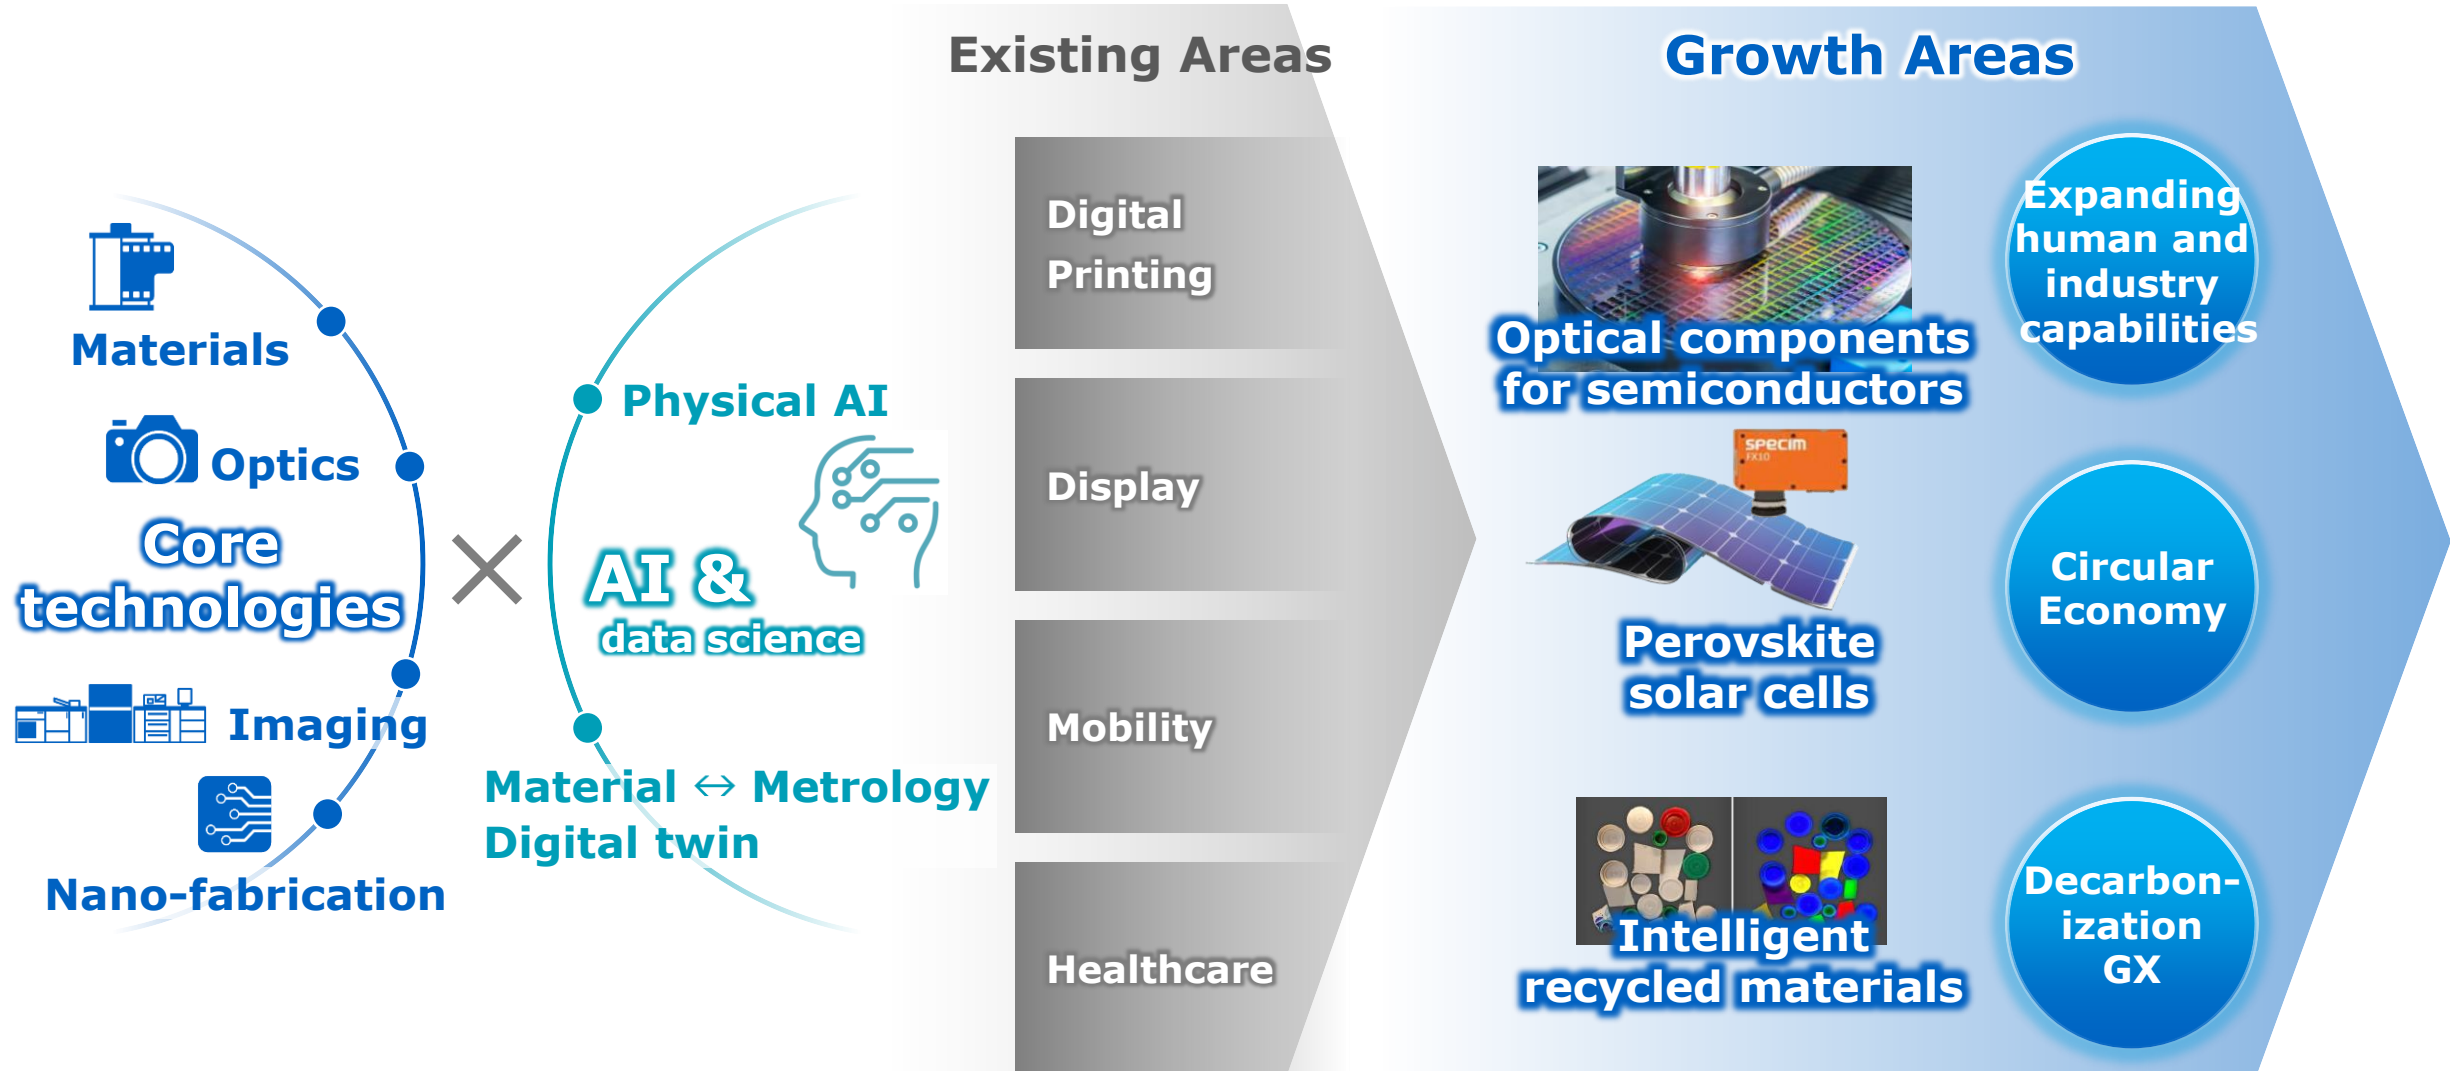 Existing Areas
Growth Areas
Materials
Optics
Core
technologies
Imaging
Nano-fabrication
Physical AI
AI &
data science
Material ↔ Metrology
Digital twin
Digital
Printing
Display
Mobility
Healthcare
Optical components
for semiconductors
SPECIM
FX10
Perovskite
solar cells
Intelligent
recycled materials
Expanding
human and
industry
capabilities
Circular
Economy
Decarbon-
ization
GX